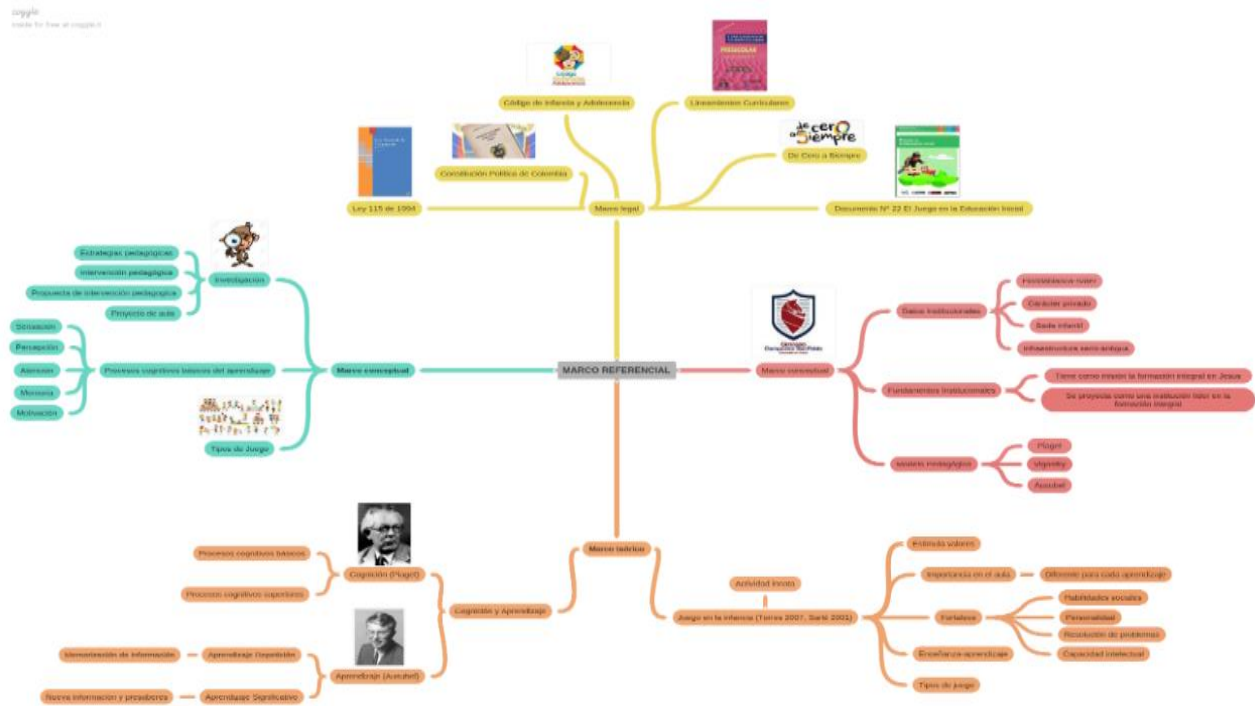 coggle
made for free at coggle.it
Código de Infancia y Adolescencia
Lineamientos Curriculares
PREESCOLAR
de cero a Siempre
De Cero a Siempre
Constitución Política de Colombia
Ley 115 de 1994
Marco legal
Documento Nº 22 El Juego en la Educación Inicial
Estrategias pedagógicas
Intervención pedagógica
Propuesta de intervención pedagógica
Proyecto de aula
Investigación
Sensación
Percepción
Atención
Memoria
Motivación
Procesos cognitivos básicos del aprendizaje
Tipos de Juego
Marco conceptual
MARCO REFERENCIAL
Marco conceptual
Datos Institucionales
Carácter privado
Sede infantil
Infraestructura semi-antigua
Fundamentos Institucionales
Tiene como misión la formación integral en Jesus
Se proyecta como una institución líder en la
formación integral
Modelo Pedagógico
Piaget
Vigotsky
Ausubel
Marco teórico
Cognición y Aprendizaje
Cognición (Piaget)
Procesos cognitivos básicos
Procesos cognitivos superiores
Aprendizaje (Ausubel)
Aprendizaje Repetición
Memorización de información
Aprendizaje Significativo
Nueva información y presaberes
Actividad Innata
Juego en la infancia (Torres 2007, Sarlé 2001)
Estimula valores
Importancia en el aula
Diferente para cada aprendizaje
Fortalece
Habilidades sociales
Personalidad
Resolución de problemas
Capacidad intelectual
Enseñanza-aprendizaje
Tipos de juego